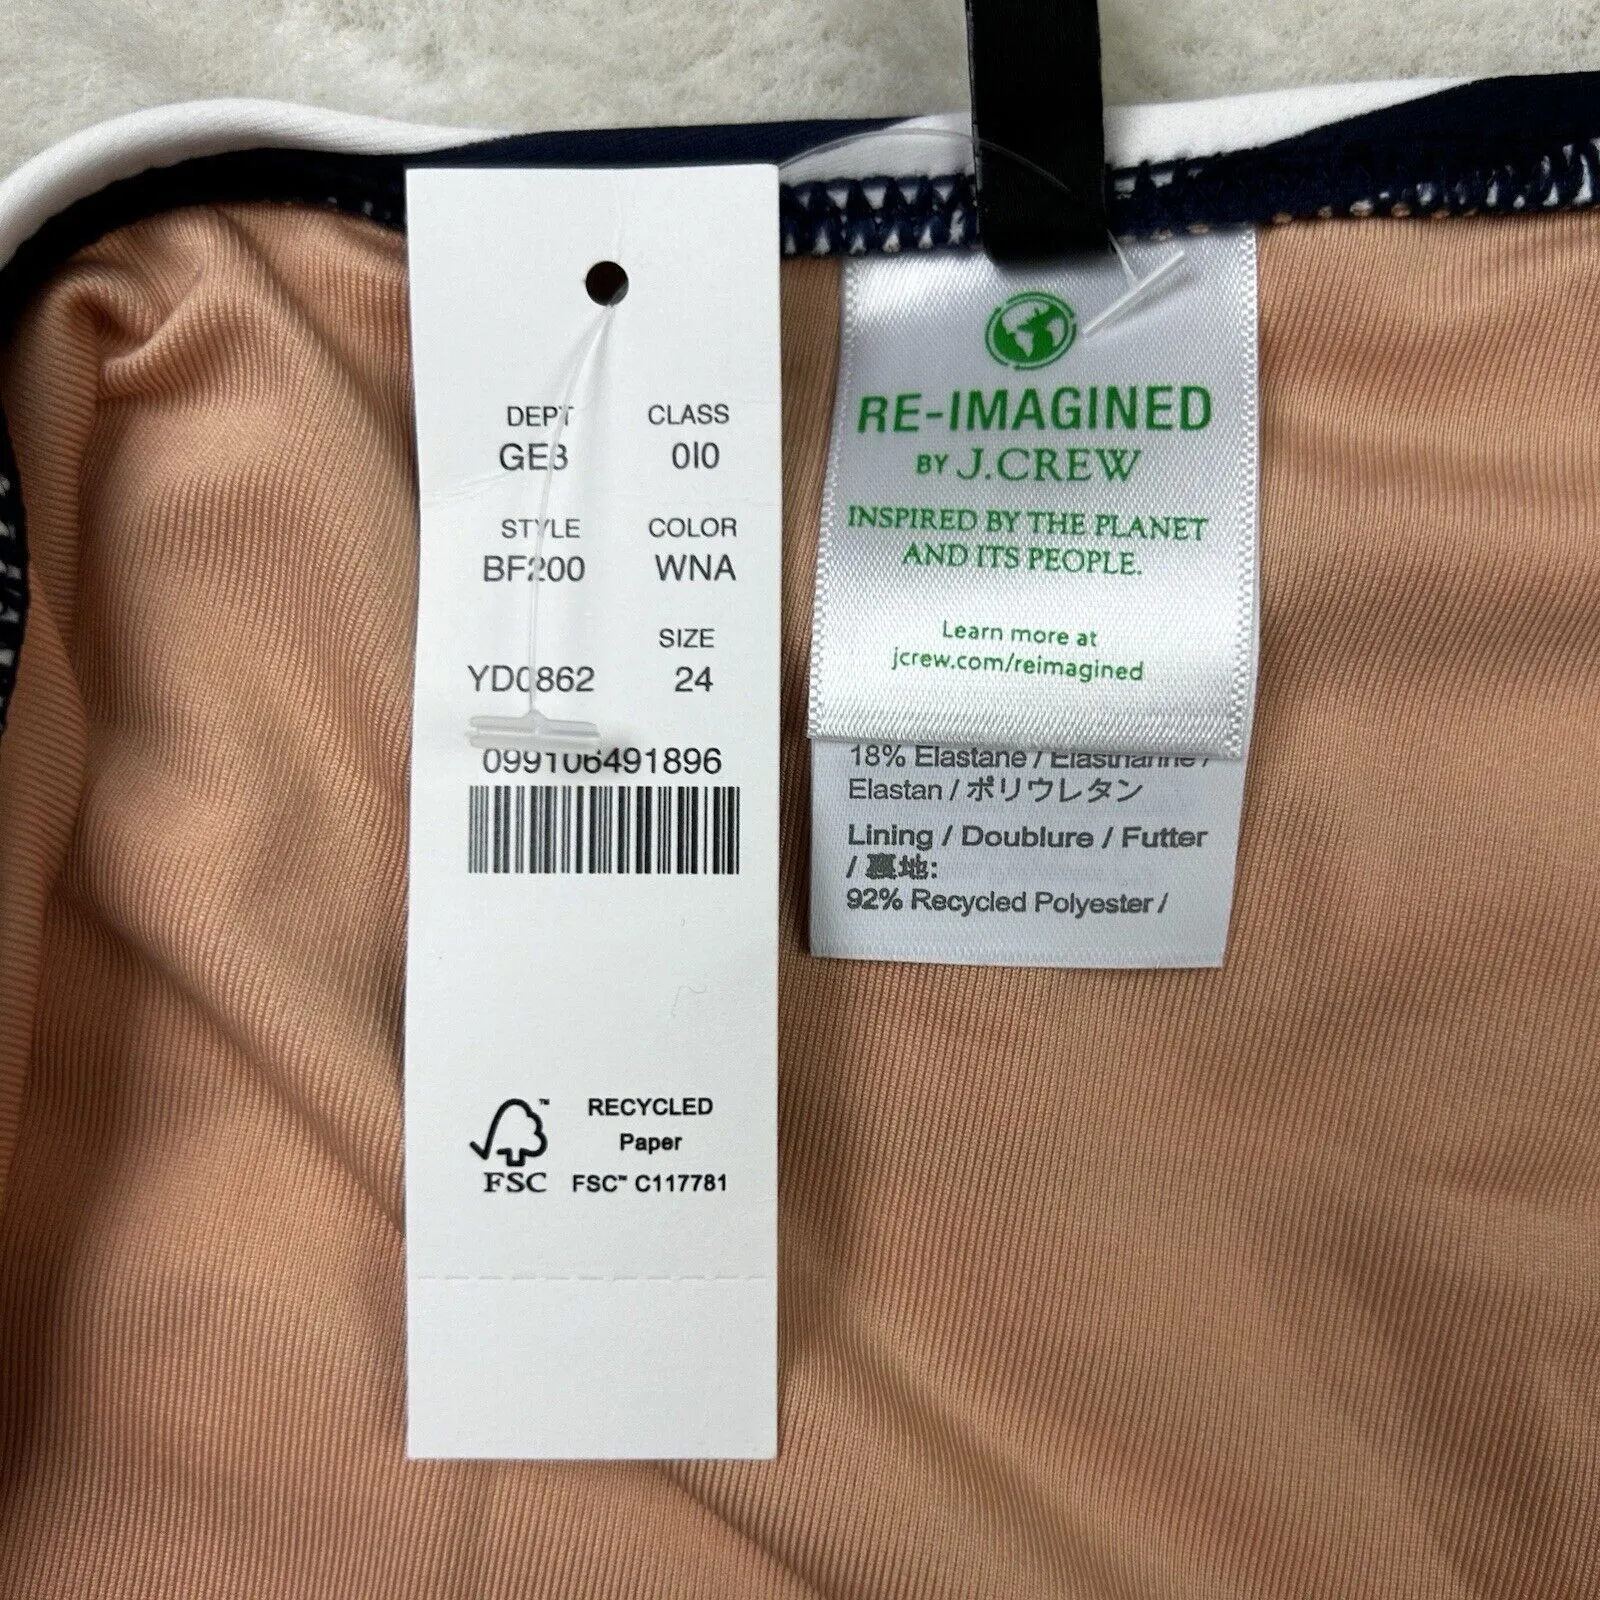 DEPT CLASS
GE3 010
STYLE COLOR
BF200 WNA
SIZE
YD0862 24
099106491896
RECYCLED
Paper
FSC
FSC™ C117781
RE-IMAGINED
BY J.CREW
INSPIRED BY THE PLANET
AND ITS PEOPLE.
Learn more at
jcrew.com/reimagined
18% Elastane / Elasthanne /
Elastan / ポリウレタン
Lining / Doublure / Futter
/ 裏地:
92% Recycled Polyester /